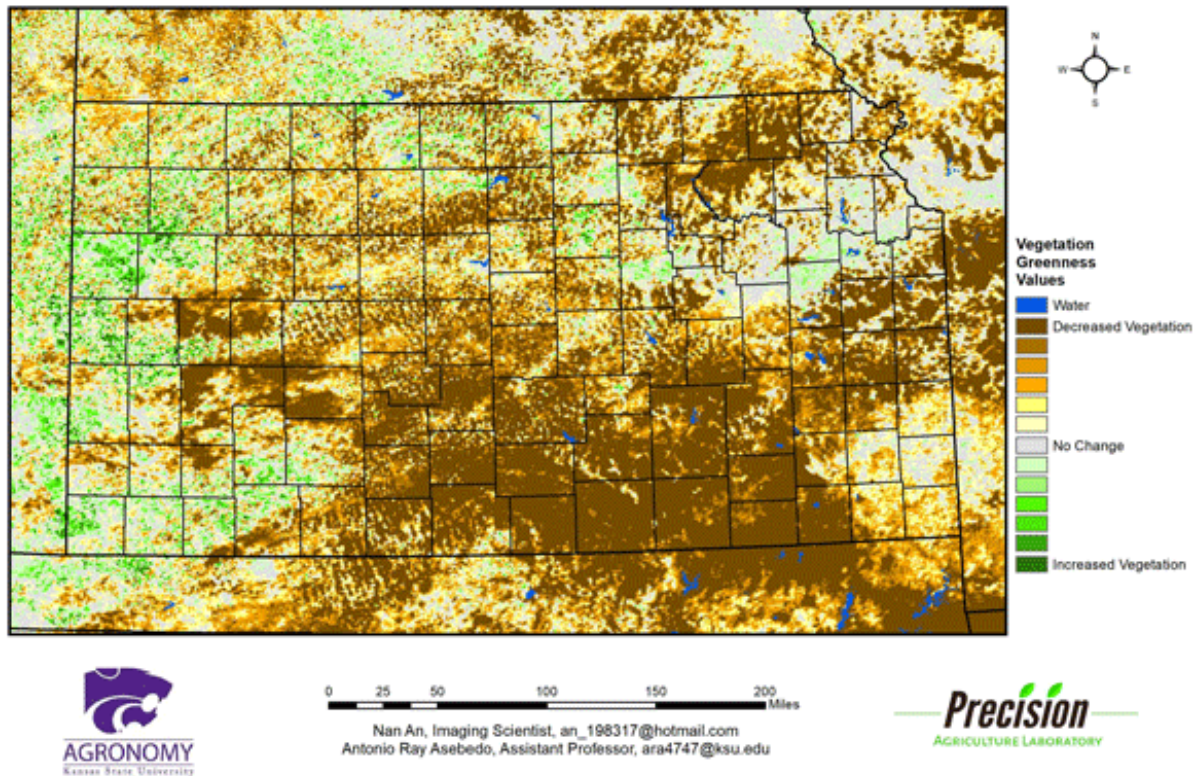 N
W E
S
Vegetation
Greenness
Values
Water
Decreased Vegetation
No Change
Increased Vegetation
0 25 50 100 150 200
Miles
Nan An, Imaging Scientist, an_198317@hotmail.com
Antonio Ray Asebedo, Assistant Professor, ara4747@ksu.edu
AGRONOMY
Kansas State University
Precision
AGRICULTURE LABORATORY